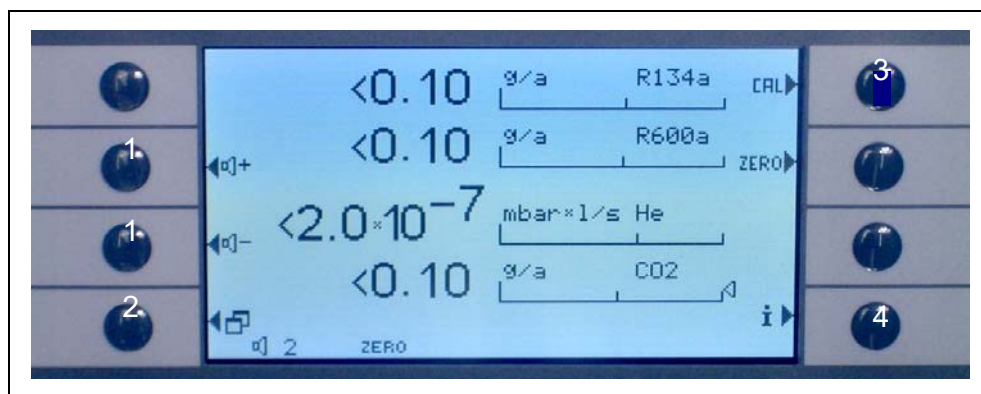 <0.10 g/a R134a CAL 3
1 <0.10 g/a R600a ZERO
+
<2.0×10⁻⁷ mbar×l/s He
1 -
<0.10 g/a CO2
2 i 4
2 ZERO